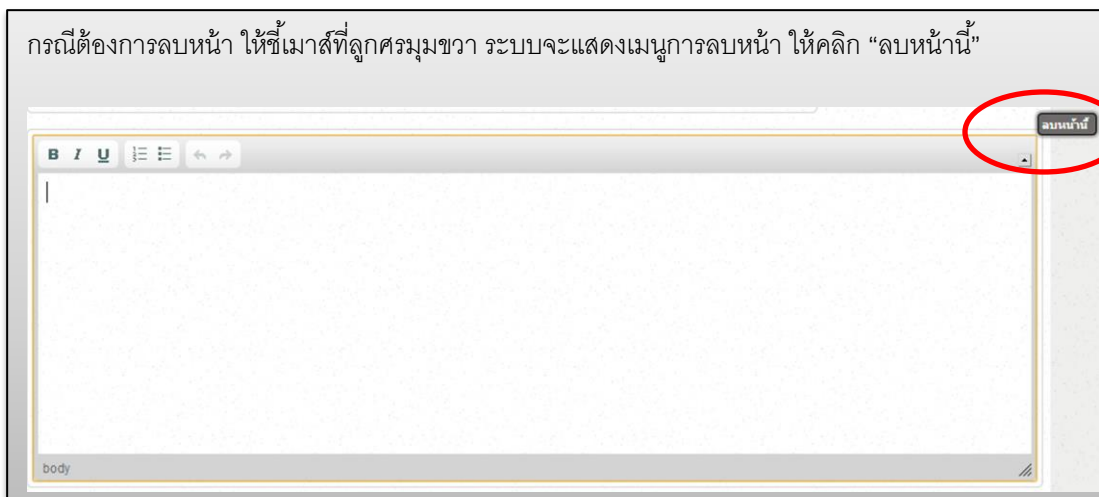 กรณีต้องการลบหน้า ให้ชี้เมาส์ที่ลูกศรมุมขวา ระบบจะแสดงเมนูการลบหน้า ให้คลิก “ลบหน้านี้”
ลบหน้านี้
B I U
body